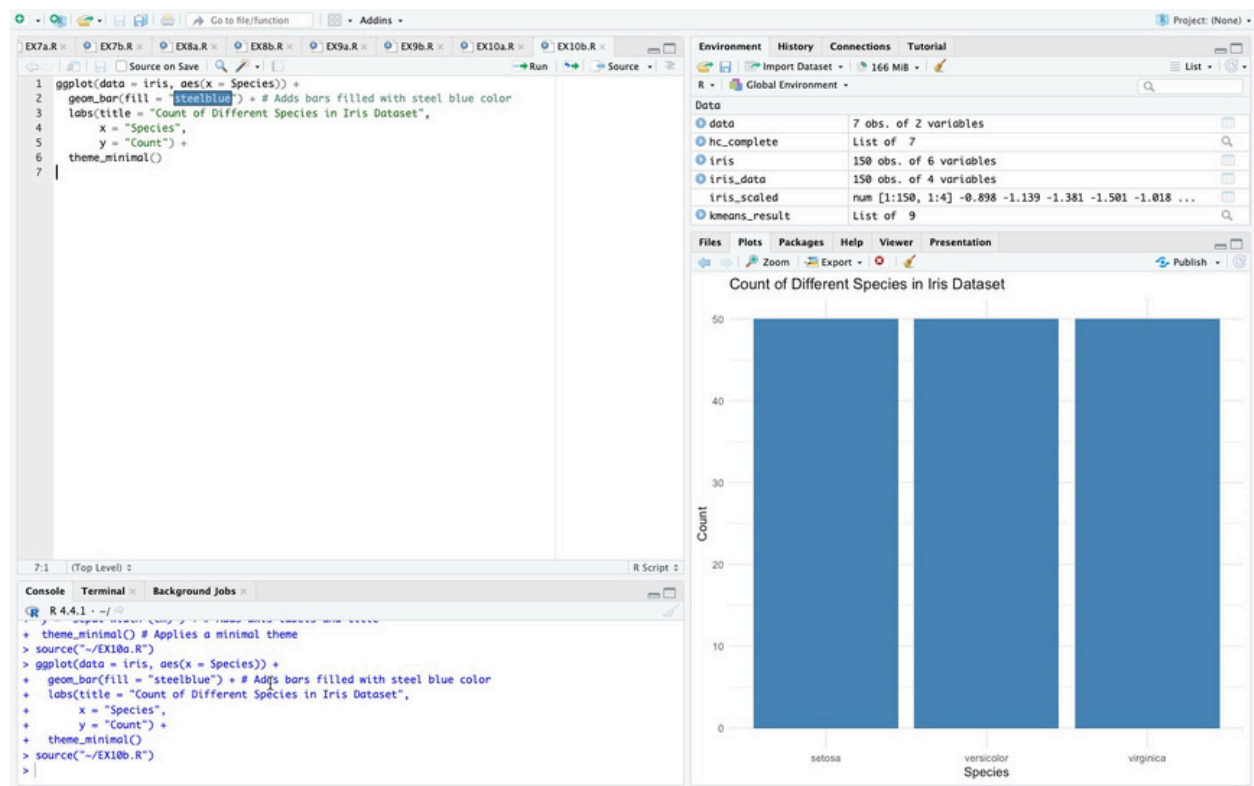 Go to file/function
Addins
Project: (None)
EX7a.R
EX7b.R
EX8a.R
EX8b.R
EX9a.R
EX9b.R
EX10a.R
EX10b.R
Source on Save
Run
Source
1 ggplot(data = iris, aes(x = Species)) +
2 geom_bar(fill = "steelblue") + # Adds bars filled with steel blue color
3 labs(title = "Count of Different Species in Iris Dataset",
4 x = "Species",
5 y = "Count") +
6 theme_minimal()
7
7:1 (Top Level) R Script
Console Terminal Background Jobs
R 4.4.1 · ~/
+ theme_minimal() # Applies a minimal theme
> source("~/EX10a.R")
> ggplot(data = iris, aes(x = Species)) +
+ geom_bar(fill = "steelblue") + # Adds bars filled with steel blue color
+ labs(title = "Count of Different Species in Iris Dataset",
+ x = "Species",
+ y = "Count") +
+ theme_minimal()
> source("~/EX10b.R")
>
Environment History Connections Tutorial
Import Dataset 166 MiB List
R Global Environment
Data
data 7 obs. of 2 variables
hc_complete List of 7
iris 150 obs. of 6 variables
iris_data 150 obs. of 4 variables
iris_scaled num [1:150, 1:4] -0.898 -1.139 -1.381 -1.501 -1.018 ...
kmeans_result List of 9
Files Plots Packages Help Viewer Presentation
Zoom Export Publish
Count of Different Species in Iris Dataset
50
40
30
20
10
0
Count
setosa versicolor virginica
Species